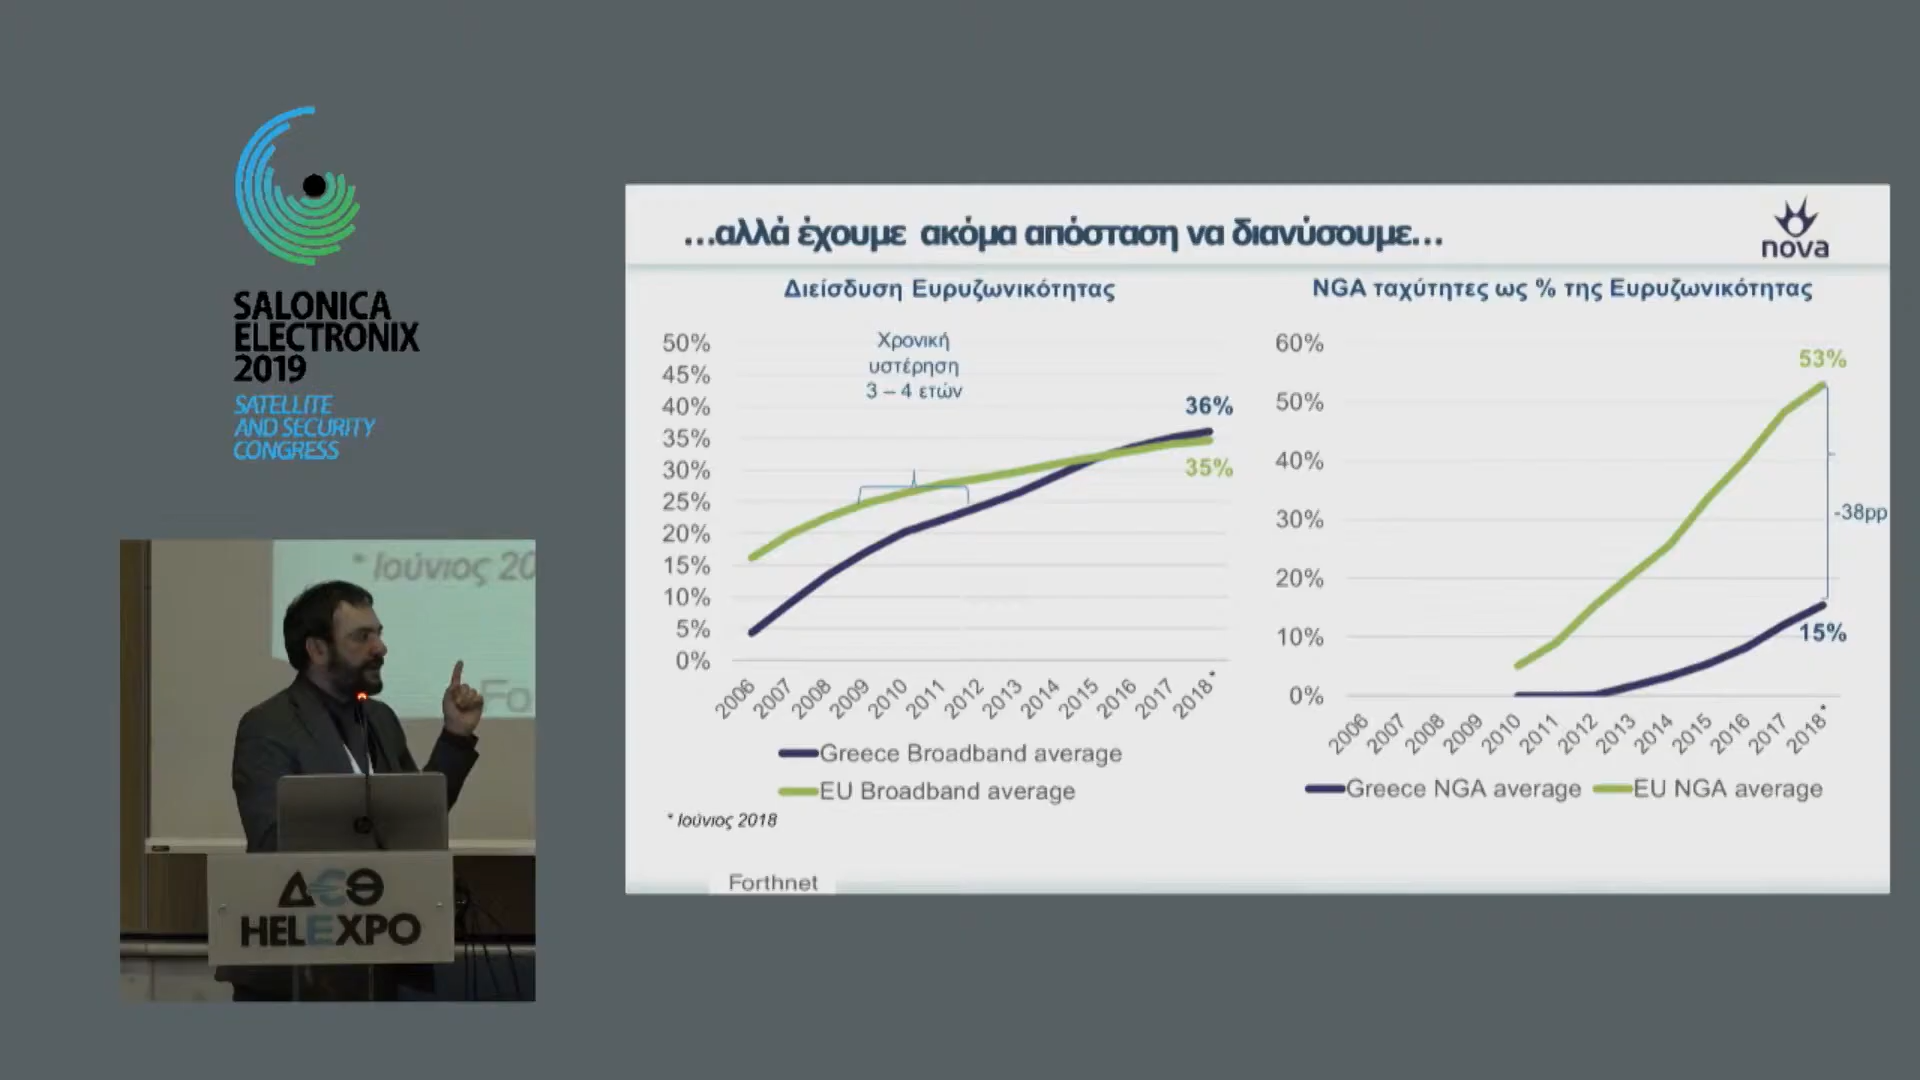 SALONICA
ELECTRONIX
2019
SATELLITE
AND SECURITY
CONGRESS
* Ιούνιος 20
Fo
ΔΕΘ
HELEXPO
…αλλά έχουμε ακόμα απόσταση να διανύσουμε…
nova
Διείσδυση Ευρυζωνικότητας
50%
45%
40%
35%
30%
25%
20%
15%
10%
5%
0%
Χρονική
υστέρηση
3 – 4 ετών
36%
35%
2006 2007 2008 2009 2010 2011 2012 2013 2014 2015 2016 2017 2018*
Greece Broadband average
EU Broadband average
* Ιούνιος 2018
Forthnet
NGA ταχύτητες ως % της Ευρυζωνικότητας
60%
50%
40%
30%
20%
10%
0%
53%
-38pp
15%
2006 2007 2008 2009 2010 2011 2012 2013 2014 2015 2016 2017 2018*
Greece NGA average EU NGA average